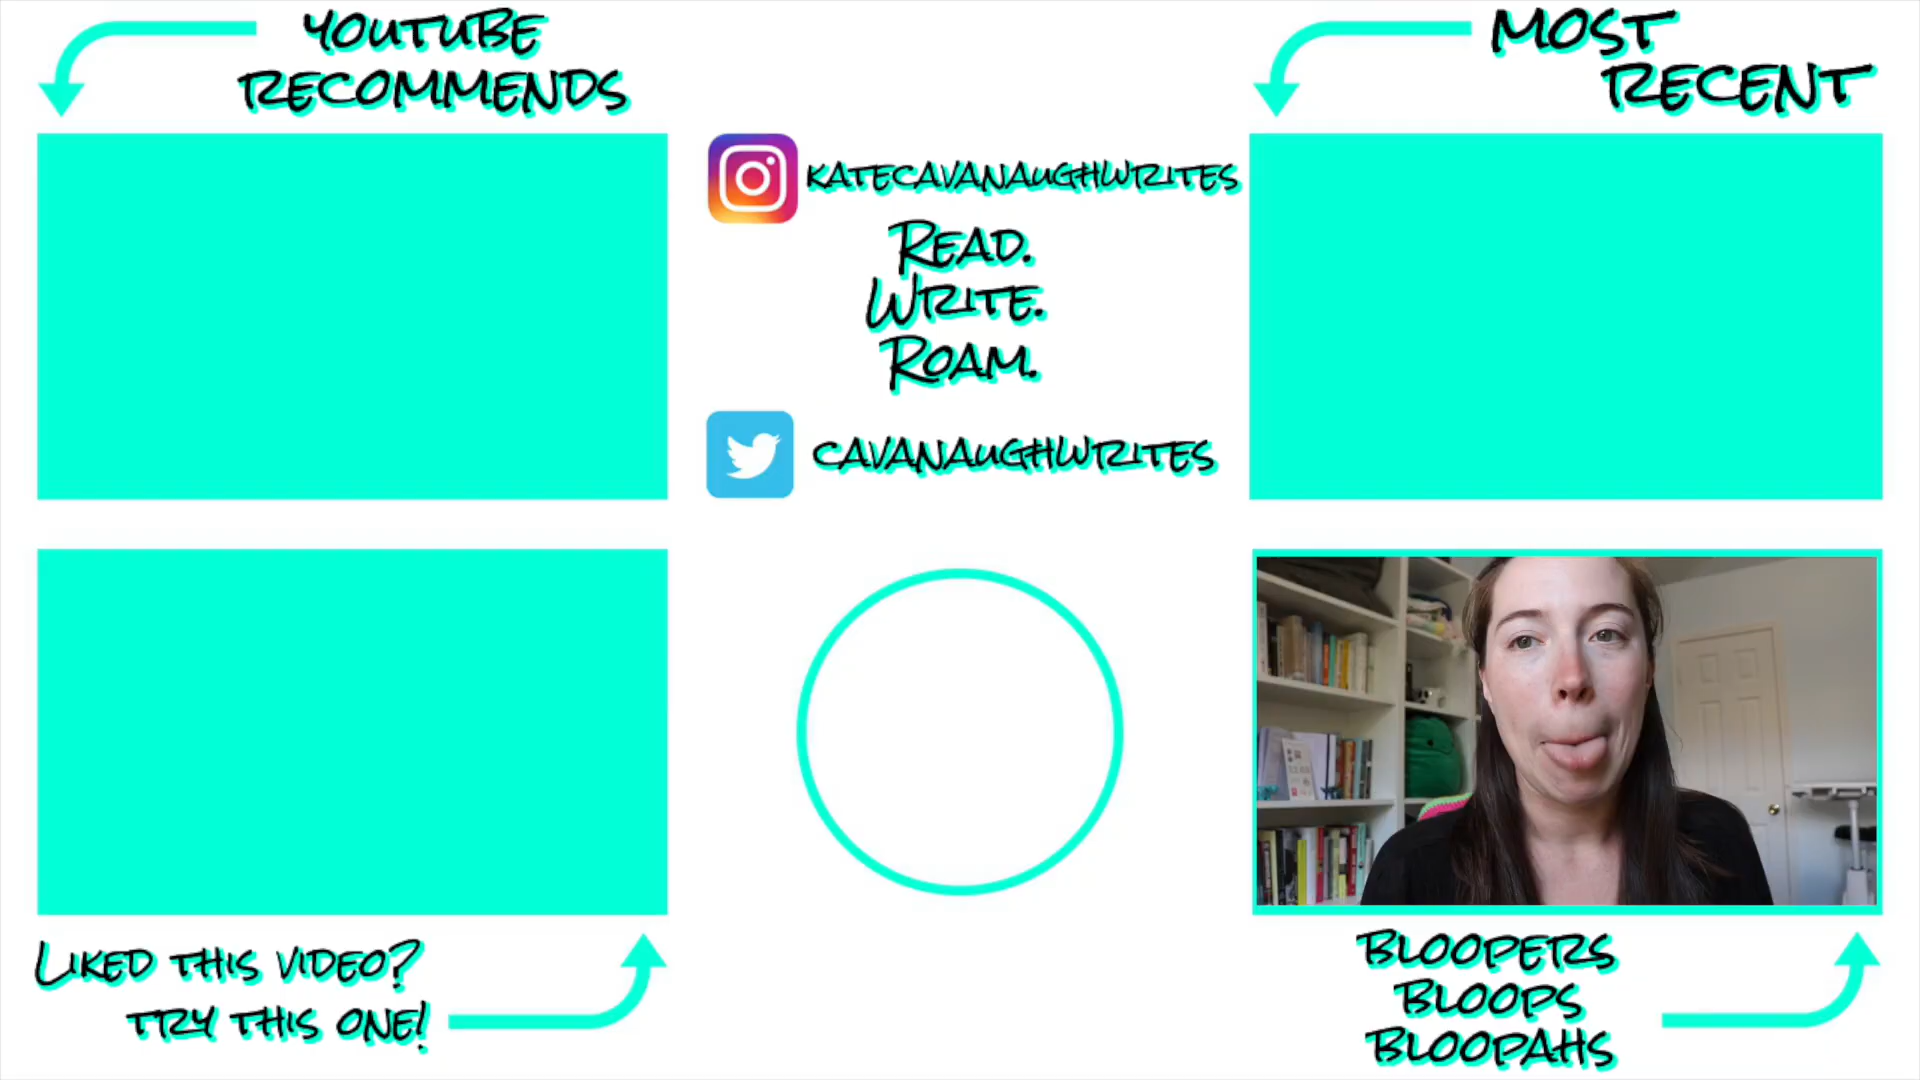 YOUTUBE
RECOMMENDS
MOST
RECENT
KATECAVANAUGHWRITES
READ.
WRITE.
ROAM.
CAVANAUGHWRITES
LIKED THIS VIDEO?
TRY THIS ONE!
BLOOPERS
BLOOPS
BLOOPAHS